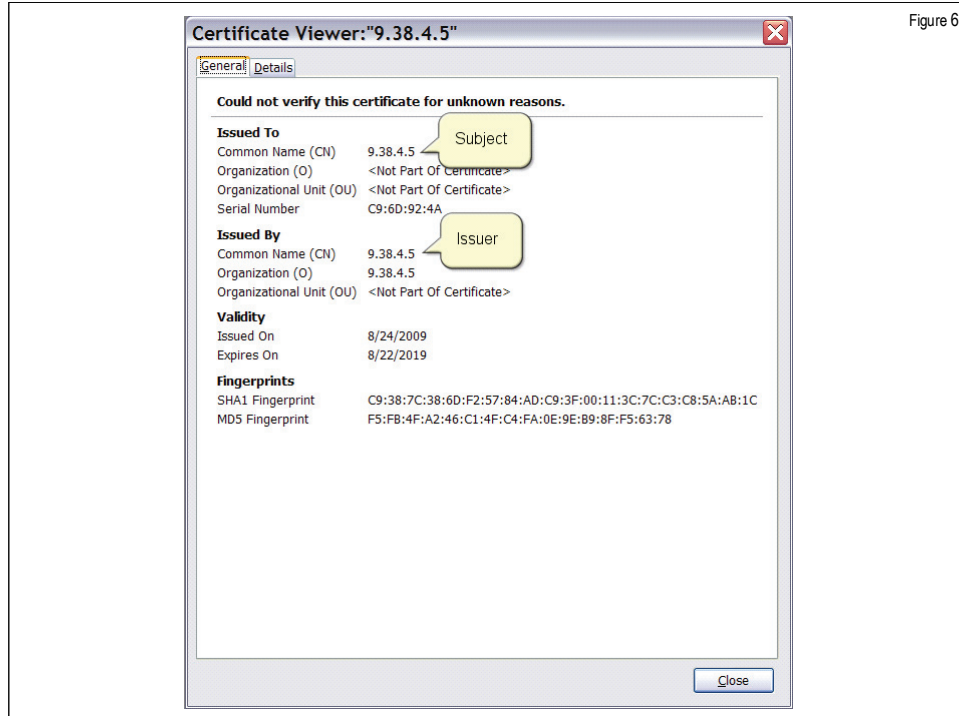 Figure 6
Certificate Viewer:"9.38.4.5"
General Details
Could not verify this certificate for unknown reasons.
Issued To
Common Name (CN) 9.38.4.5
Subject
Organization (O) <Not Part Of Certificate>
Organizational Unit (OU) <Not Part Of Certificate>
Serial Number C9:6D:92:4A
Issued By
Common Name (CN) 9.38.4.5
Issuer
Organization (O) 9.38.4.5
Organizational Unit (OU) <Not Part Of Certificate>
Validity
Issued On 8/24/2009
Expires On 8/22/2019
Fingerprints
SHA1 Fingerprint C9:38:7C:38:6D:F2:57:84:AD:C9:3F:00:11:3C:7C:C3:C8:5A:AB:1C
MD5 Fingerprint F5:FB:4F:A2:46:C1:4F:C4:FA:0E:9E:B9:8F:F5:63:78
Close